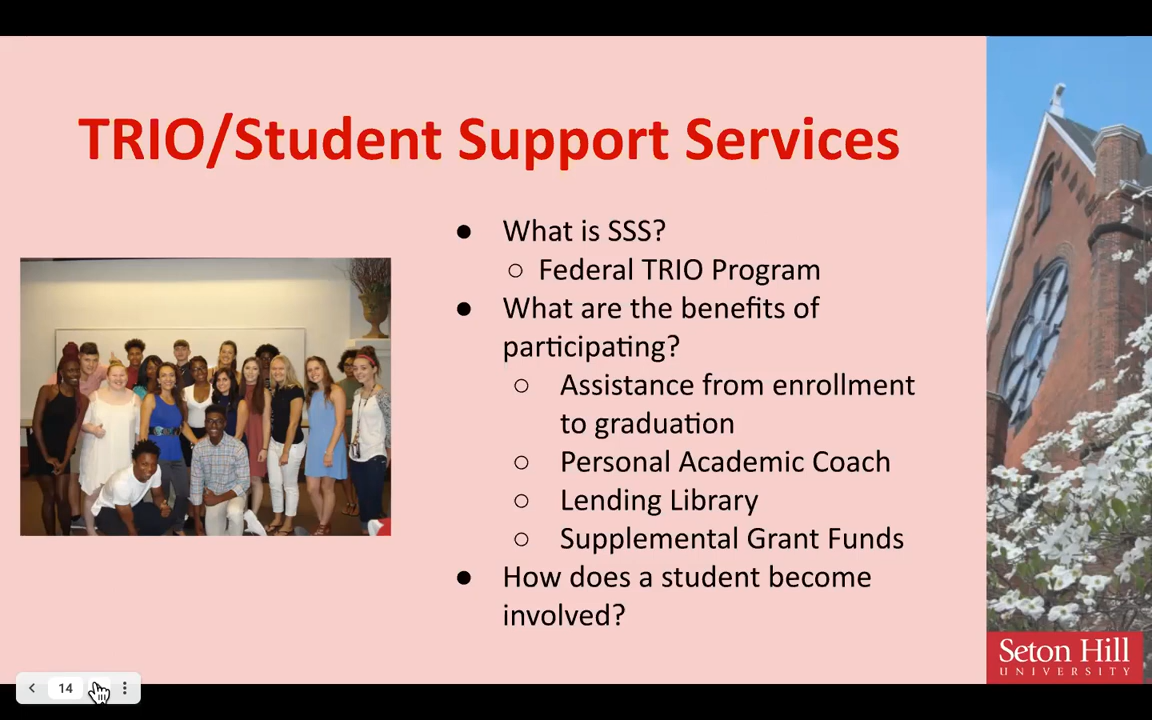 TRIO/Student Support Services
● What is SSS?
○ Federal TRIO Program
● What are the benefits of
participating?
○ Assistance from enrollment
to graduation
○ Personal Academic Coach
○ Lending Library
○ Supplemental Grant Funds
● How does a student become
involved?
Seton Hill
UNIVERSITY
14